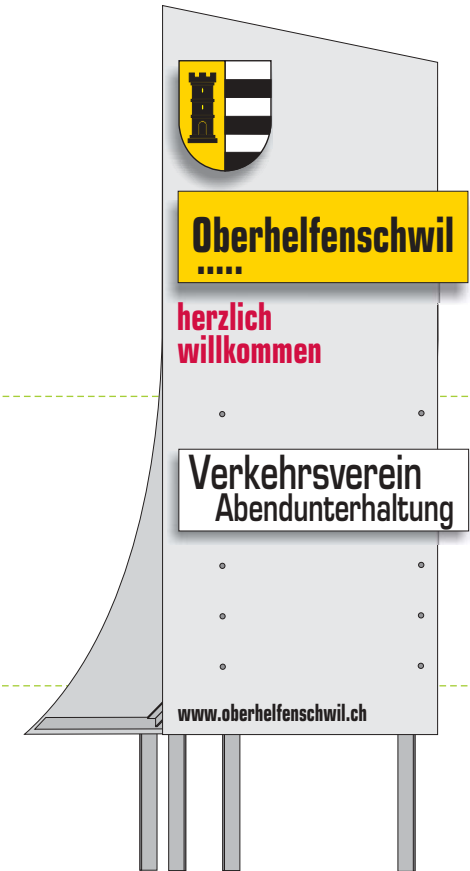 Oberhelfenschwil
.....
herzlich
willkommen
Verkehrsverein
Abendunterhaltung
www.oberhelfenschwil.ch